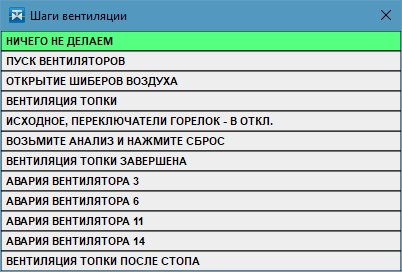 Шаги вентиляции
НИЧЕГО НЕ ДЕЛАЕМ
ПУСК ВЕНТИЛЯТОРОВ
ОТКРЫТИЕ ШИБЕРОВ ВОЗДУХА
ВЕНТИЛЯЦИЯ ТОПКИ
ИСХОДНОЕ, ПЕРЕКЛЮЧАТЕЛИ ГОРЕЛОК - В ОТКЛ.
ВОЗЬМИТЕ АНАЛИЗ И НАЖМИТЕ СБРОС
ВЕНТИЛЯЦИЯ ТОПКИ ЗАВЕРШЕНА
АВАРИЯ ВЕНТИЛЯТОРА 3
АВАРИЯ ВЕНТИЛЯТОРА 6
АВАРИЯ ВЕНТИЛЯТОРА 11
АВАРИЯ ВЕНТИЛЯТОРА 14
ВЕНТИЛЯЦИЯ ТОПКИ ПОСЛЕ СТОПА